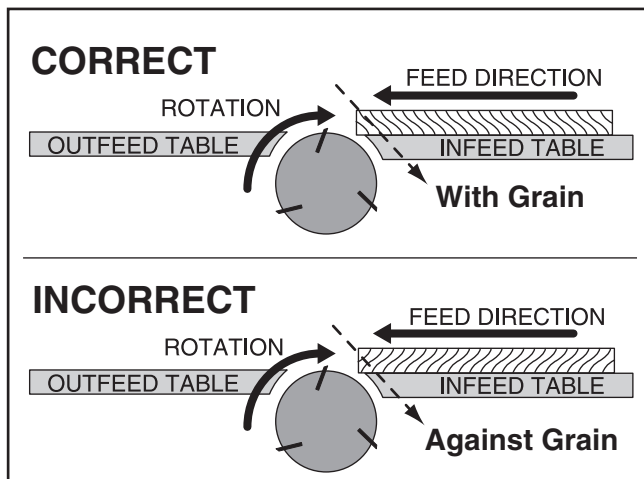 CORRECT
FEED DIRECTION
ROTATION
OUTFEED TABLE
INFEED TABLE
With Grain
INCORRECT
FEED DIRECTION
ROTATION
OUTFEED TABLE
INFEED TABLE
Against Grain